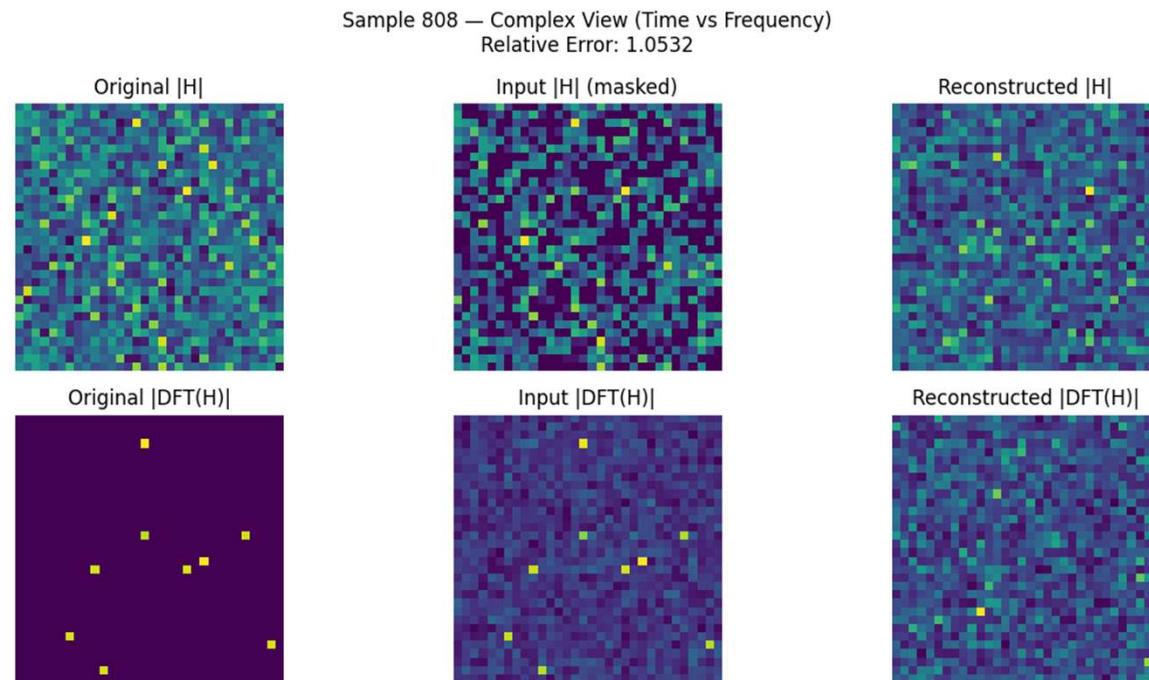 Sample 808 — Complex View (Time vs Frequency)
Relative Error: 1.0532
Original |H|
Input |H| (masked)
Reconstructed |H|
Original |DFT(H)|
Input |DFT(H)|
Reconstructed |DFT(H)|